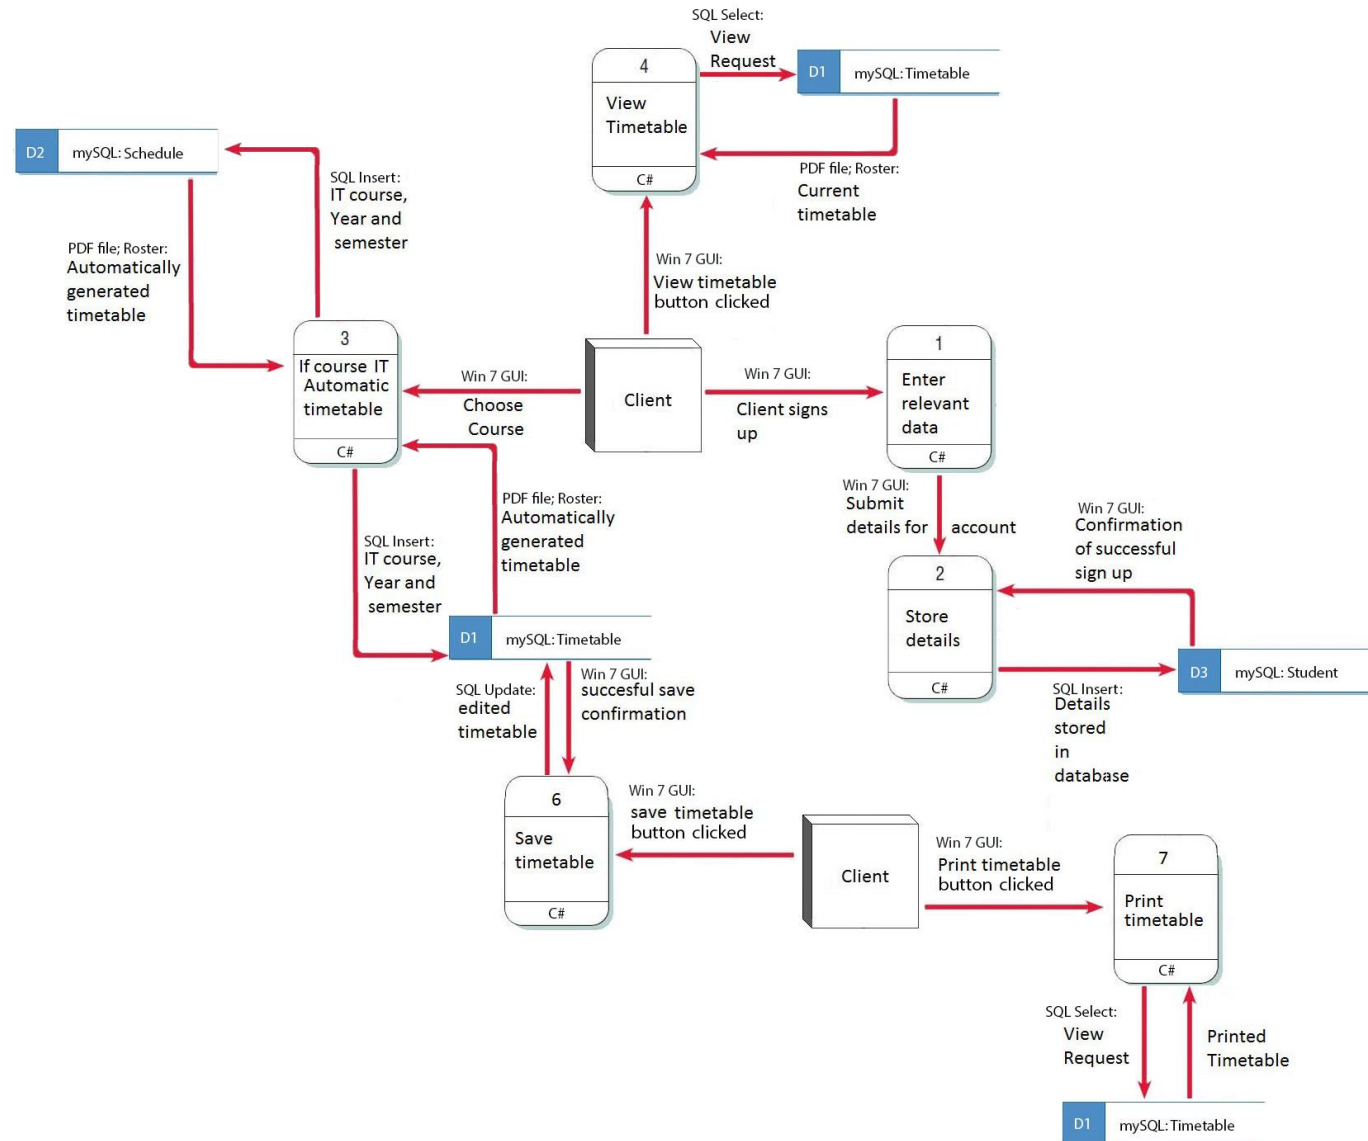 SQL Select:
View
Request
4
View
Timetable
C#
D1
mySQL: Timetable
PDF file; Roster:
Current
timetable
D2
mySQL: Schedule
SQL Insert:
IT course,
Year and
semester
PDF file; Roster:
Automatically
generated
timetable
Win 7 GUI:
View timetable
button clicked
3
If course IT
Automatic
timetable
C#
Win 7 GUI:
Choose
Course
Client
Win 7 GUI:
Client signs
up
1
Enter
relevant
data
C#
Win 7 GUI:
Submit
details for account
Win 7 GUI:
Confirmation
of successful
sign up
PDF file; Roster:
Automatically
generated
timetable
SQL Insert:
IT course,
Year and
semester
2
Store
details
C#
D1
mySQL: Timetable
D3
mySQL: Student
SQL Insert:
Details
stored
in
database
SQL Update:
edited
timetable
Win 7 GUI:
succesful save
confirmation
6
Save
timetable
C#
Win 7 GUI:
save timetable
button clicked
Client
Win 7 GUI:
Print timetable
button clicked
7
Print
timetable
C#
SQL Select:
View
Request
Printed
Timetable
D1
mySQL: Timetable